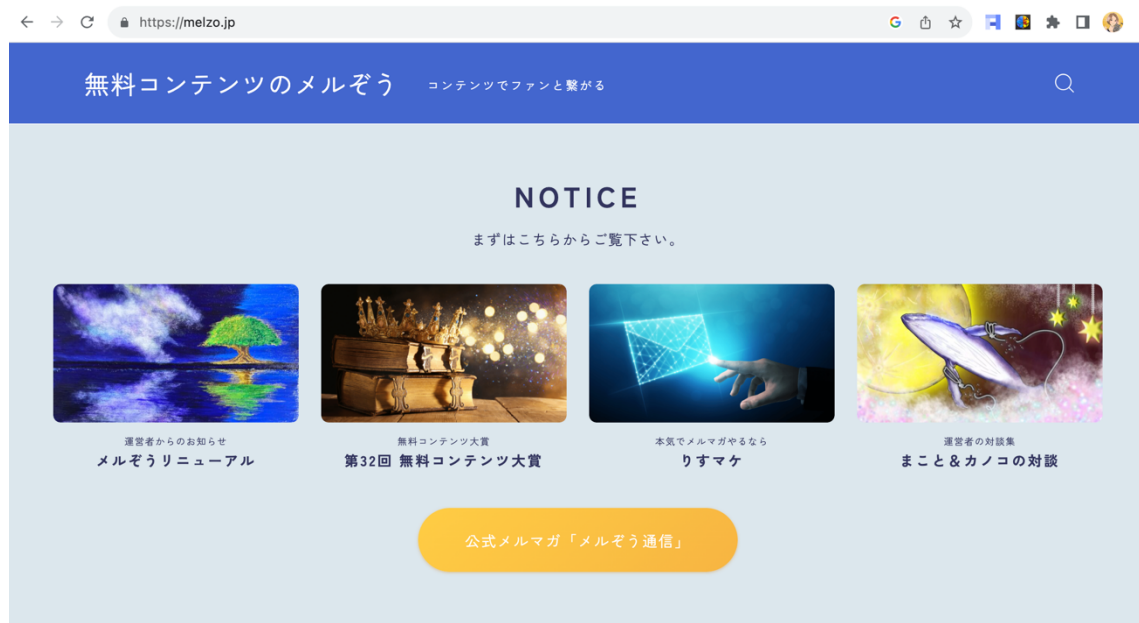 https://melzo.jp
無料コンテンツのメルぞう
コンテンツでファンと繋がる
NOTICE
まずはこちらからご覧下さい。
運営者からのお知らせ
メルぞうリニューアル
無料コンテンツ大賞
第32回 無料コンテンツ大賞
本気でメルマガやるなら
りすマケ
運営者の対談集
まこと＆カノコの対談
公式メルマガ「メルぞう通信」